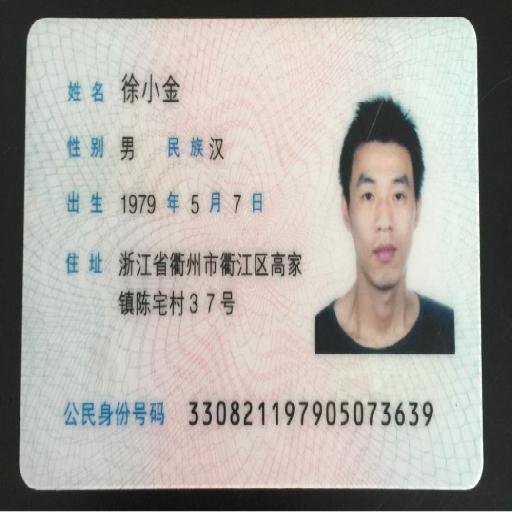 姓名 徐小金
性别 男 民族 汉
出生 1979 年 5 月 7 日
住址 浙江省衢州市衢江区高家
镇陈宅村37号
公民身份号码 330821197905073639